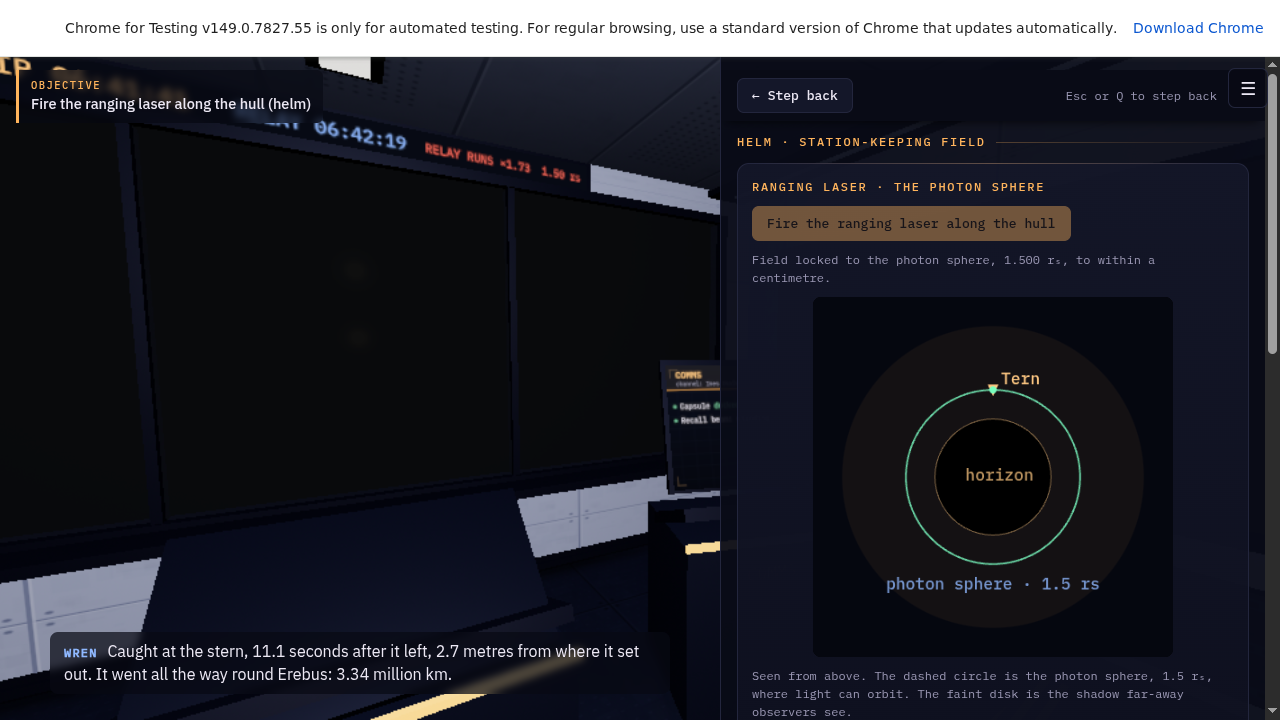 Chrome for Testing v149.0.7827.55 is only for automated testing. For regular browsing, use a standard version of Chrome that updates automatically. Download Chrome
OBJECTIVE
Fire the ranging laser along the hull (helm)
06:42:19
RELAY RUNS ×1.73 1.50 rs
COMMS
Capsule
Recall
WREN Caught at the stern, 11.1 seconds after it left, 2.7 metres from where it set
out. It went all the way round Erebus: 3.34 million km.
← Step back
Esc or Q to step back
☰
HELM · STATION-KEEPING FIELD
RANGING LASER · THE PHOTON SPHERE
Fire the ranging laser along the hull
Field locked to the photon sphere, 1.500 rₛ, to within a
centimetre.
Tern
horizon
photon sphere · 1.5 rs
Seen from above. The dashed circle is the photon sphere, 1.5 rₛ,
where light can orbit. The faint disk is the shadow far-away
observers see.